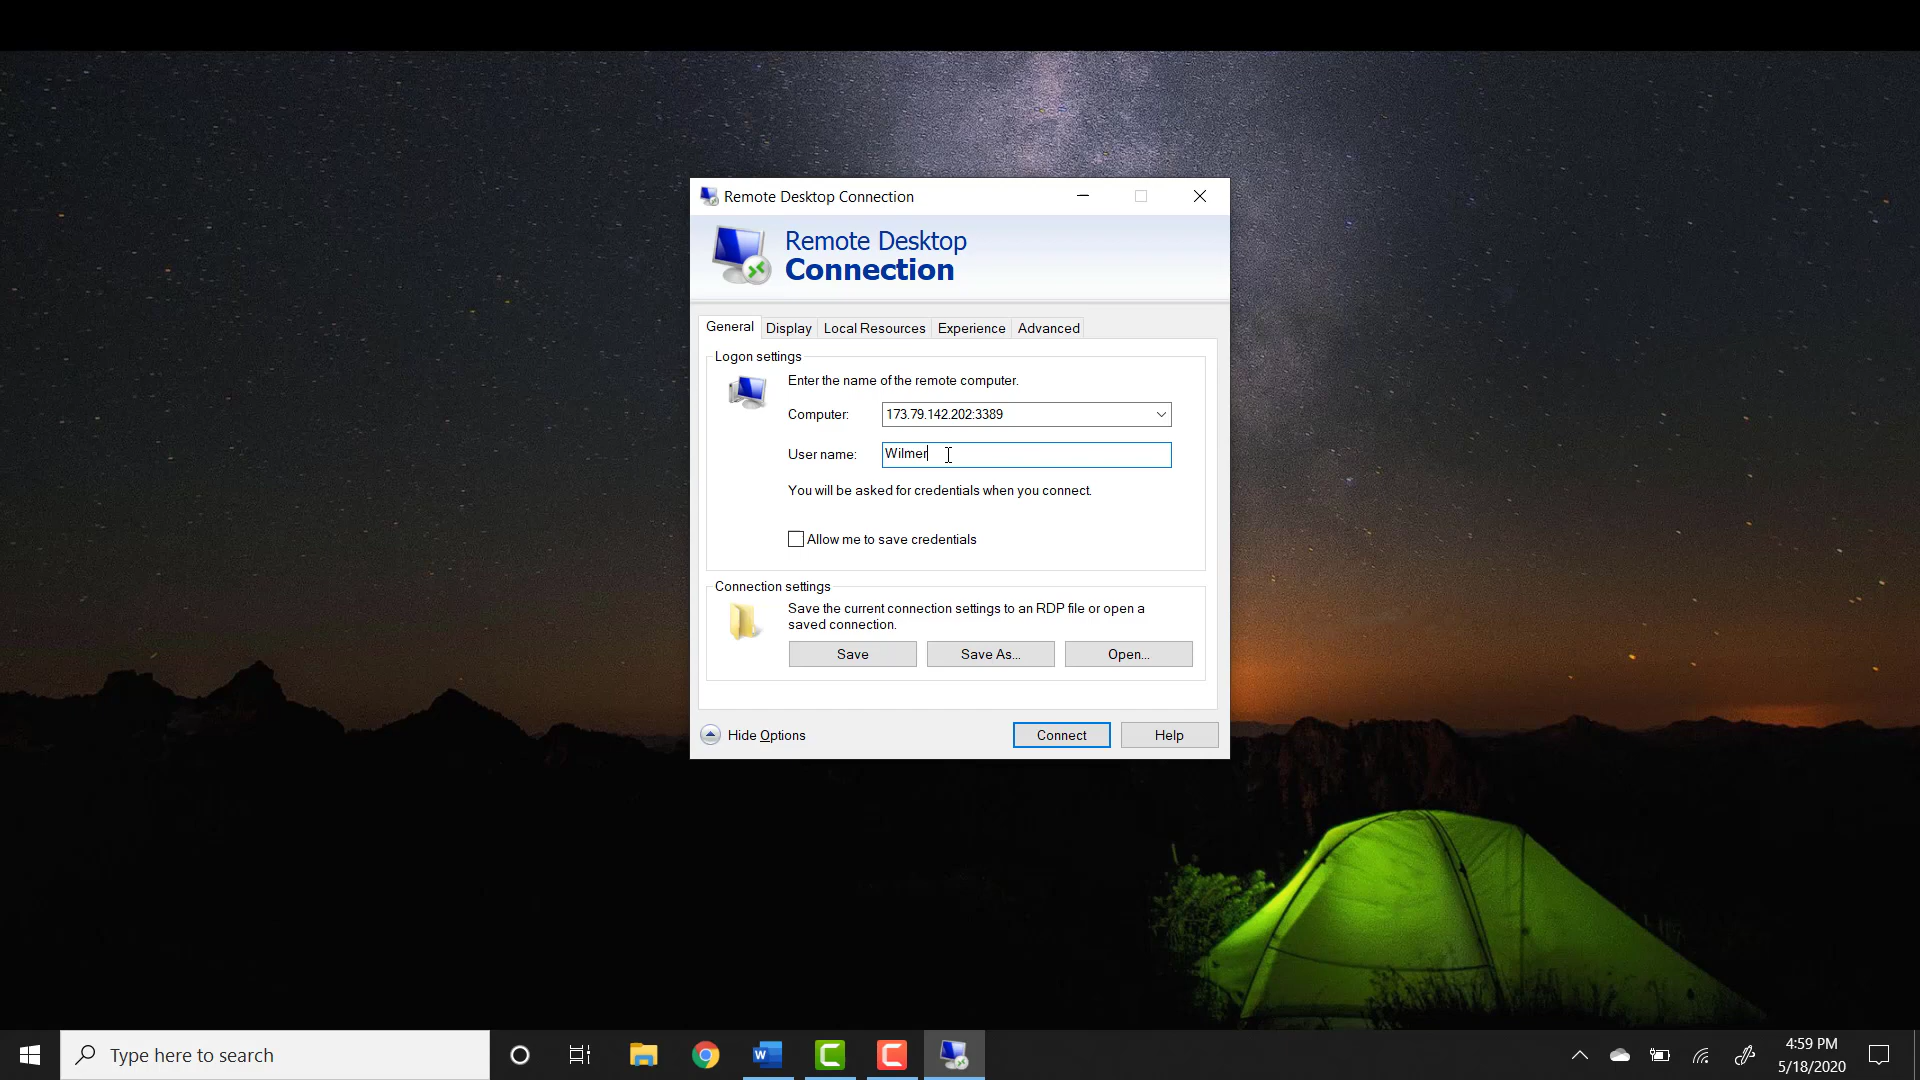 Remote Desktop Connection
Remote Desktop
Connection
General
Display
Local Resources
Experience
Advanced
Logon settings
Enter the name of the remote computer.
Computer:
173.79.142.202:3389
User name:
Wilmer
You will be asked for credentials when you connect.
Allow me to save credentials
Connection settings
Save the current connection settings to an RDP file or open a
saved connection.
Save
Save As...
Open...
Hide Options
Connect
Help
Type here to search
4:59 PM
5/18/2020